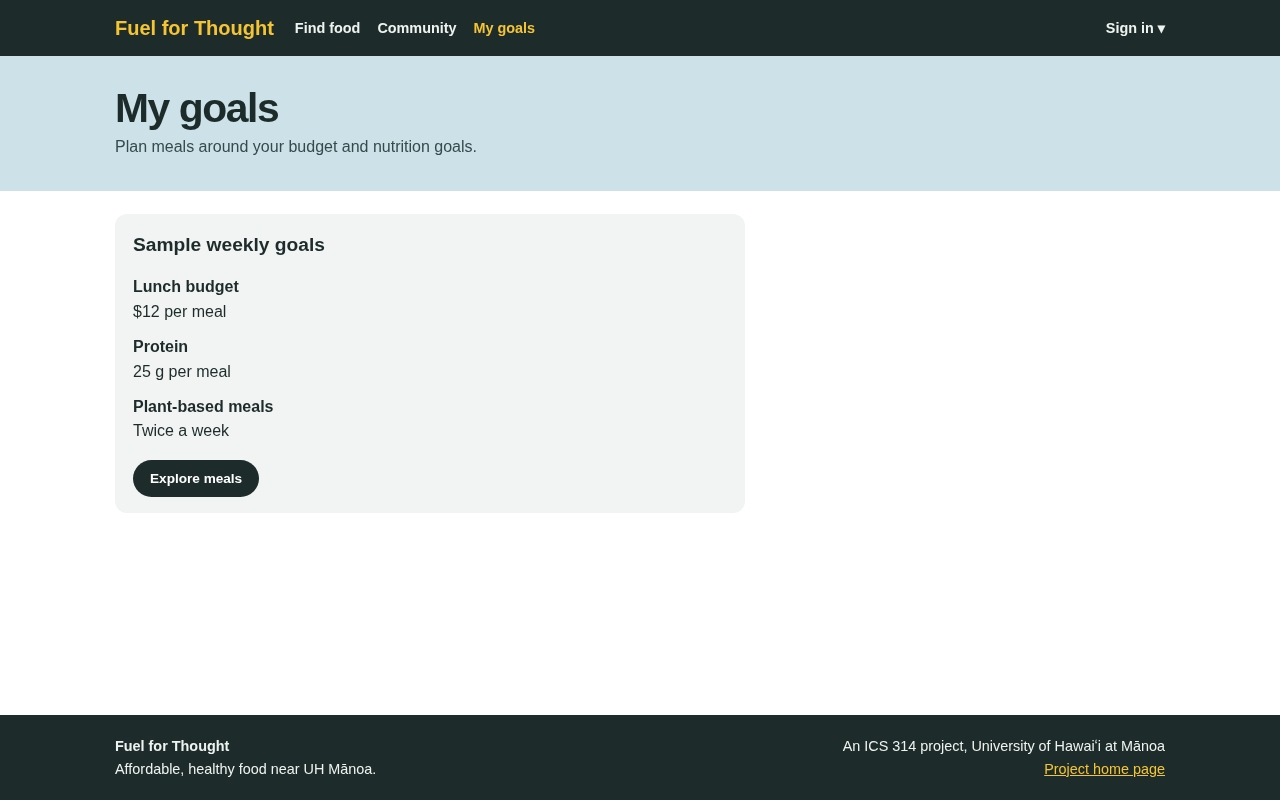 Fuel for Thought Find food Community My goals Sign in ▾
My goals
Plan meals around your budget and nutrition goals.
Sample weekly goals
Lunch budget
$12 per meal
Protein
25 g per meal
Plant-based meals
Twice a week
Explore meals
Fuel for Thought
Affordable, healthy food near UH Mānoa.
An ICS 314 project, University of Hawaiʻi at Mānoa
Project home page